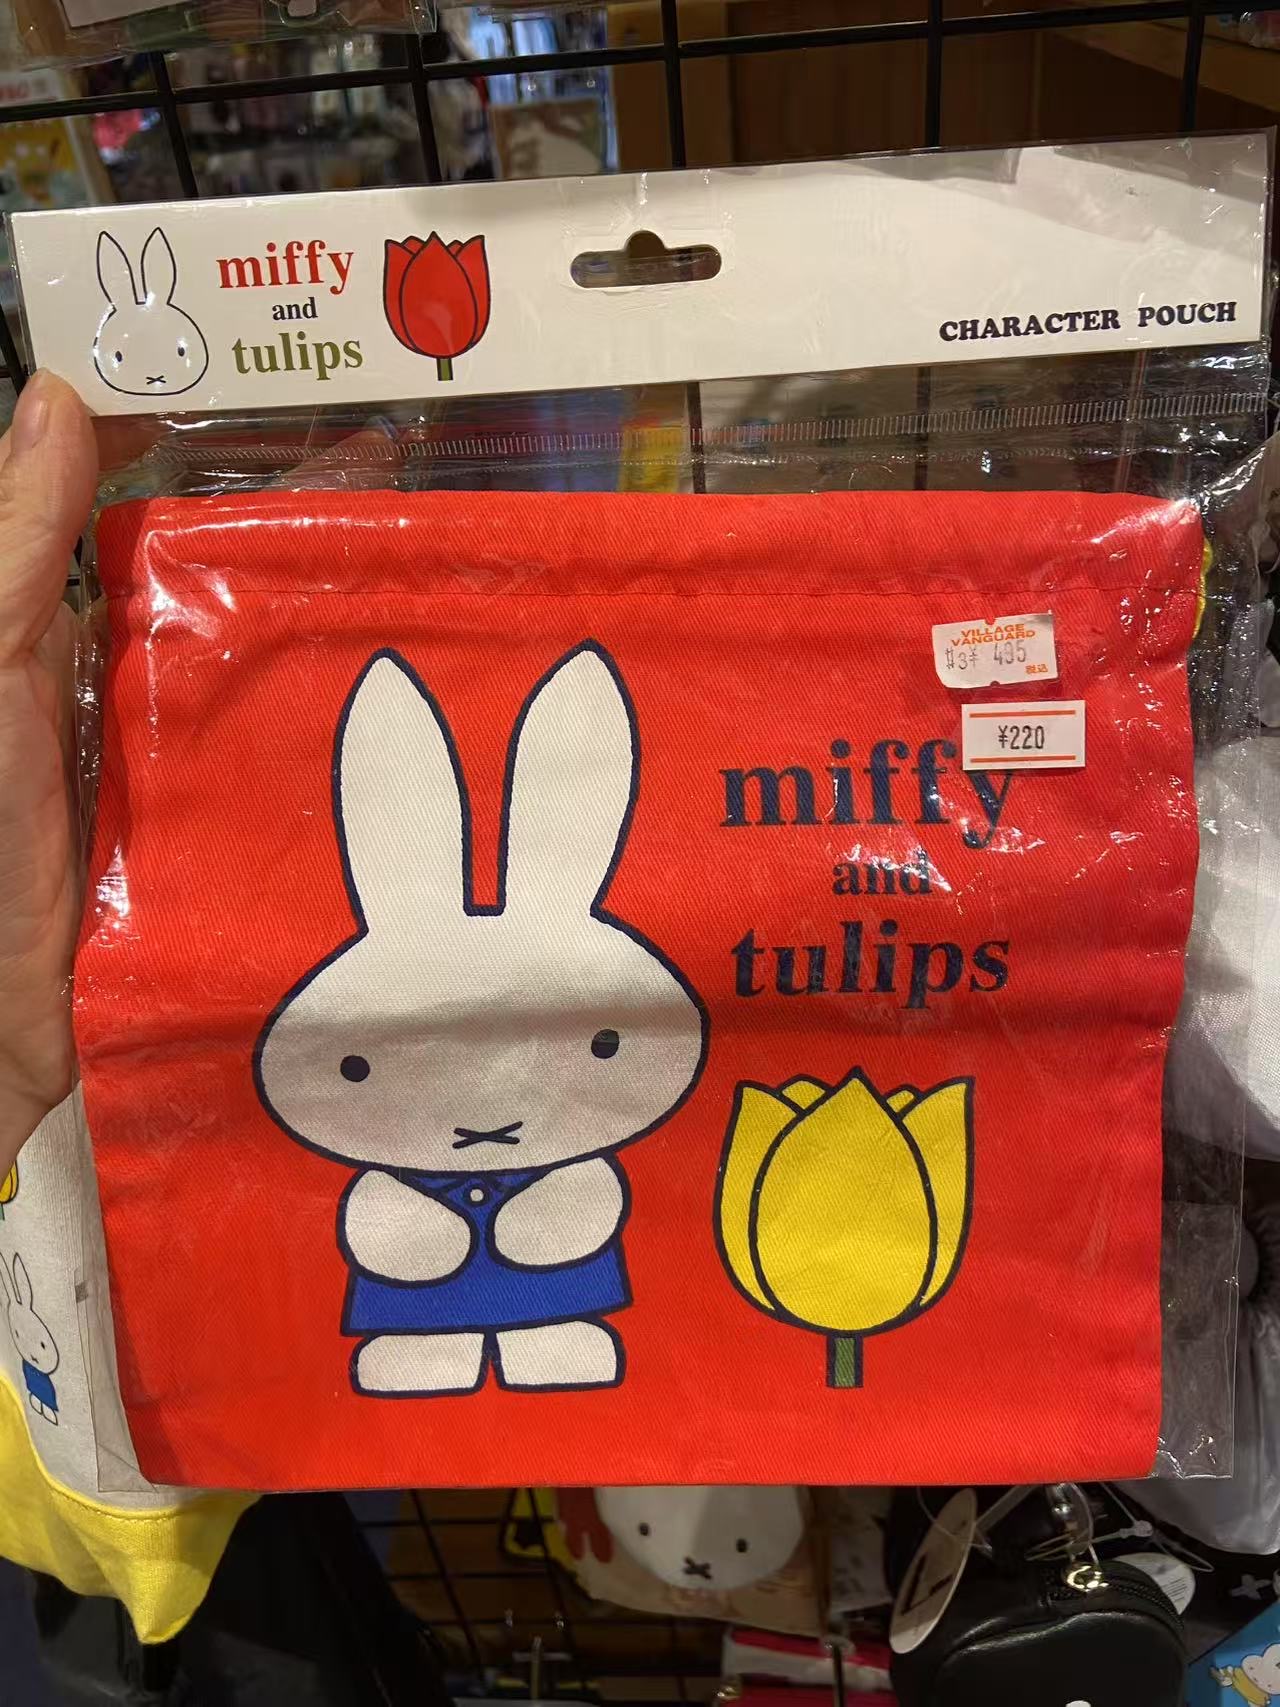 miffy
and
tulips
CHARACTER POUCH
VILLAGE
VANGUARD
¥ 495
税込
¥220
miffy
and
tulips